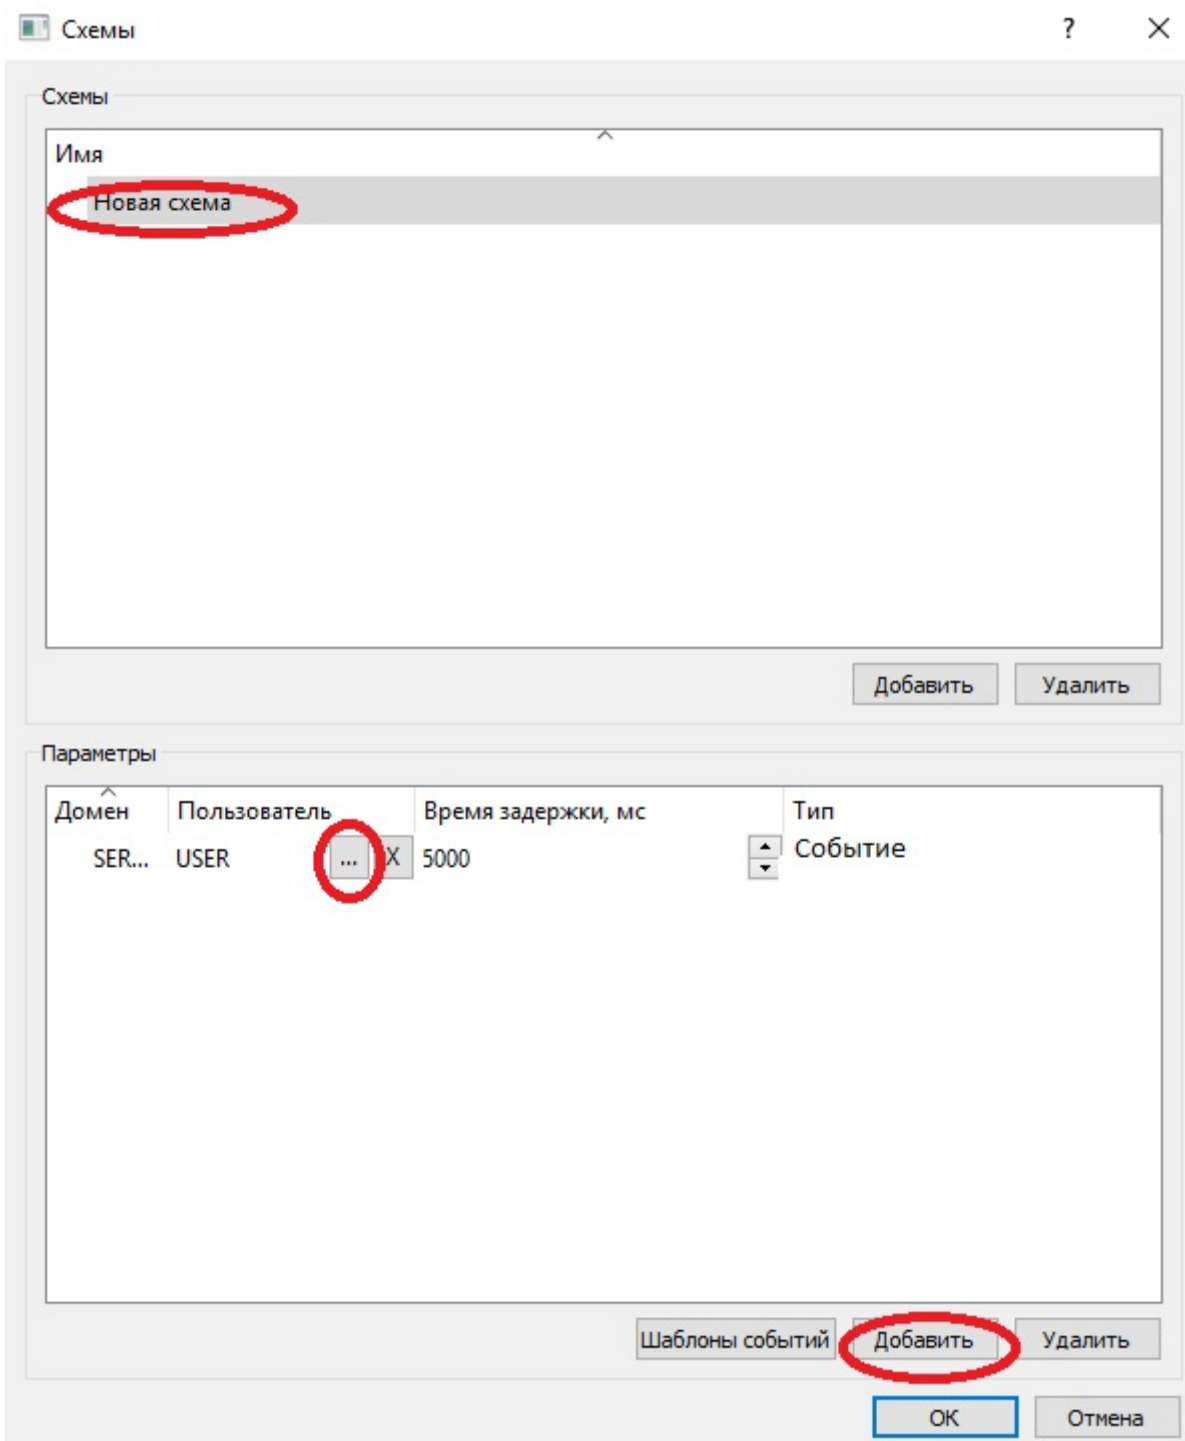 Схемы
?
Схемы
Имя
Новая схема
Добавить Удалить
Параметры
Домен Пользователь Время задержки, мс Тип
SER... USER ... X 5000 Событие
Шаблоны событий Добавить Удалить
OK Отмена